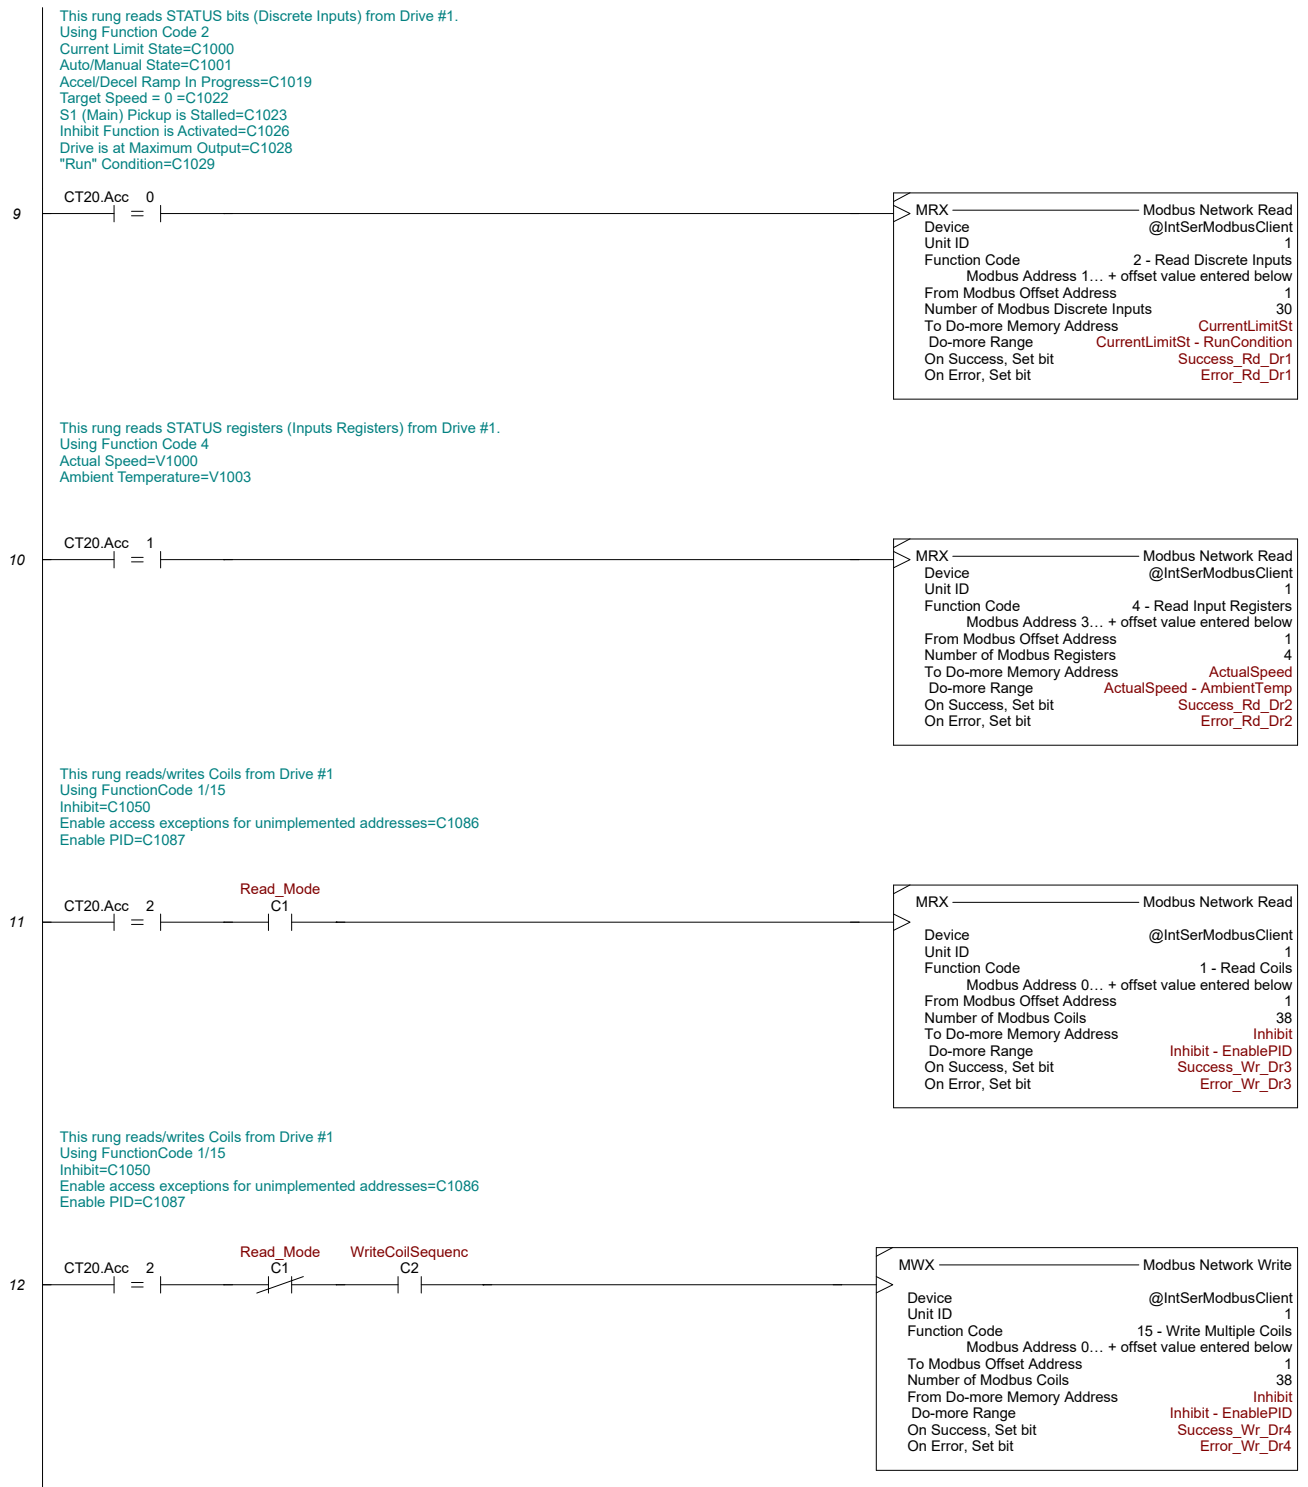 This rung reads STATUS bits (Discrete Inputs) from Drive #1.
Using Function Code 2
Current Limit State=C1000
Auto/Manual State=C1001
Accel/Decel Ramp In Progress=C1019
Target Speed = 0 =C1022
S1 (Main) Pickup is Stalled=C1023
Inhibit Function is Activated=C1026
Drive is at Maximum Output=C1028
"Run" Condition=C1029
CT20.Acc 0
9
=
MRX Modbus Network Read
Device @IntSerModbusClient
Unit ID 1
Function Code 2 - Read Discrete Inputs
Modbus Address 1... + offset value entered below
From Modbus Offset Address 1
Number of Modbus Discrete Inputs 30
To Do-more Memory Address CurrentLimitSt
Do-more Range CurrentLimitSt - RunCondition
On Success, Set bit Success_Rd_Dr1
On Error, Set bit Error_Rd_Dr1
This rung reads STATUS registers (Inputs Registers) from Drive #1.
Using Function Code 4
Actual Speed=V1000
Ambient Temperature=V1003
CT20.Acc 1
10
=
MRX Modbus Network Read
Device @IntSerModbusClient
Unit ID 1
Function Code 4 - Read Input Registers
Modbus Address 3... + offset value entered below
From Modbus Offset Address 1
Number of Modbus Registers 4
To Do-more Memory Address ActualSpeed
Do-more Range ActualSpeed - AmbientTemp
On Success, Set bit Success_Rd_Dr2
On Error, Set bit Error_Rd_Dr2
This rung reads/writes Coils from Drive #1
Using FunctionCode 1/15
Inhibit=C1050
Enable access exceptions for unimplemented addresses=C1086
Enable PID=C1087
Read_Mode
CT20.Acc 2 C1
11
=
MRX Modbus Network Read
Device @IntSerModbusClient
Unit ID 1
Function Code 1 - Read Coils
Modbus Address 0... + offset value entered below
From Modbus Offset Address 1
Number of Modbus Coils 38
To Do-more Memory Address Inhibit
Do-more Range Inhibit - EnablePID
On Success, Set bit Success_Wr_Dr3
On Error, Set bit Error_Wr_Dr3
This rung reads/writes Coils from Drive #1
Using FunctionCode 1/15
Inhibit=C1050
Enable access exceptions for unimplemented addresses=C1086
Enable PID=C1087
Read_Mode WriteCoilSequenc
CT20.Acc 2 C1 C2
12
=
MWX Modbus Network Write
Device @IntSerModbusClient
Unit ID 1
Function Code 15 - Write Multiple Coils
Modbus Address 0... + offset value entered below
To Modbus Offset Address 1
Number of Modbus Coils 38
From Do-more Memory Address Inhibit
Do-more Range Inhibit - EnablePID
On Success, Set bit Success_Wr_Dr4
On Error, Set bit Error_Wr_Dr4